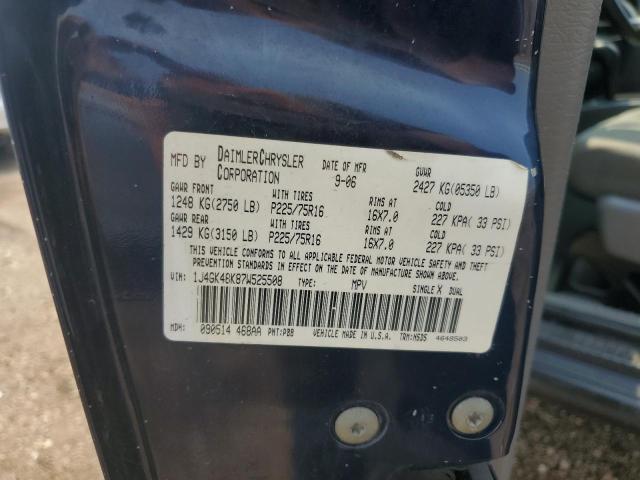 MFD BY DAIMLERCHRYSLER CORPORATION DATE OF MFR 9-06 GVWR 2427 KG(05350 LB)
GAWR FRONT WITH TIRES RIMS AT COLD
1248 KG(2750 LB) P225/75R16 16X7.0 227 KPA( 33 PSI)
GAWR REAR WITH TIRES RIMS AT COLD
1429 KG(3150 LB) P225/75R16 16X7.0 227 KPA( 33 PSI)
THIS VEHICLE CONFORMS TO ALL APPLICABLE FEDERAL MOTOR VEHICLE SAFETY AND THEFT
PREVENTION STANDARDS IN EFFECT ON THE DATE OF MANUFACTURE SHOWN ABOVE.
VIN: 1J4GK48K87W525508 TYPE: MPV SINGLE X DUAL
MDH: 090514 468AA PNT:PB8 VEHICLE MADE IN U.S.A. TRM:H5D5 4648503